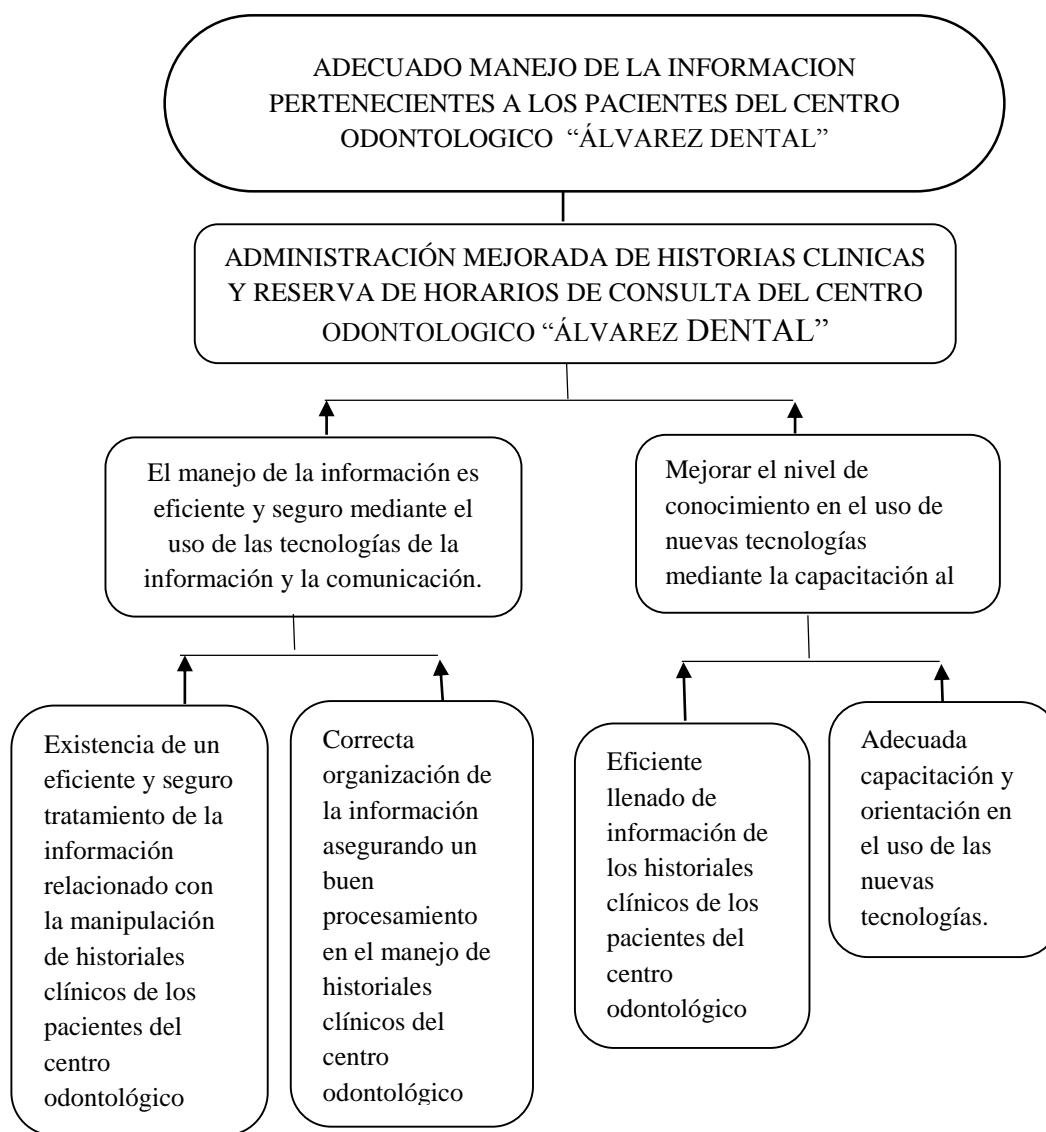 ADECUADO MANEJO DE LA INFORMACION
PERTENECIENTES A LOS PACIENTES DEL CENTRO
ODONTOLOGICO “ÁLVAREZ DENTAL”
ADMINISTRACIÓN MEJORADA DE HISTORIAS CLINICAS
Y RESERVA DE HORARIOS DE CONSULTA DEL CENTRO
ODONTOLOGICO “ÁLVAREZ DENTAL”
El manejo de la información es
eficiente y seguro mediante el
uso de las tecnologías de la
información y la comunicación.
Mejorar el nivel de
conocimiento en el uso de
nuevas tecnologías
mediante la capacitación al
Existencia de un
eficiente y seguro
tratamiento de la
información
relacionado con
la manipulación
de historiales
clínicos de los
pacientes del
centro
odontológico
Correcta
organización de
la información
asegurando un
buen
procesamiento
en el manejo de
historiales
clínicos del
centro
odontológico
Eficiente
llenado de
información de
los historiales
clínicos de los
pacientes del
centro
odontológico
Adecuada
capacitación y
orientación en
el uso de las
nuevas
tecnologías.